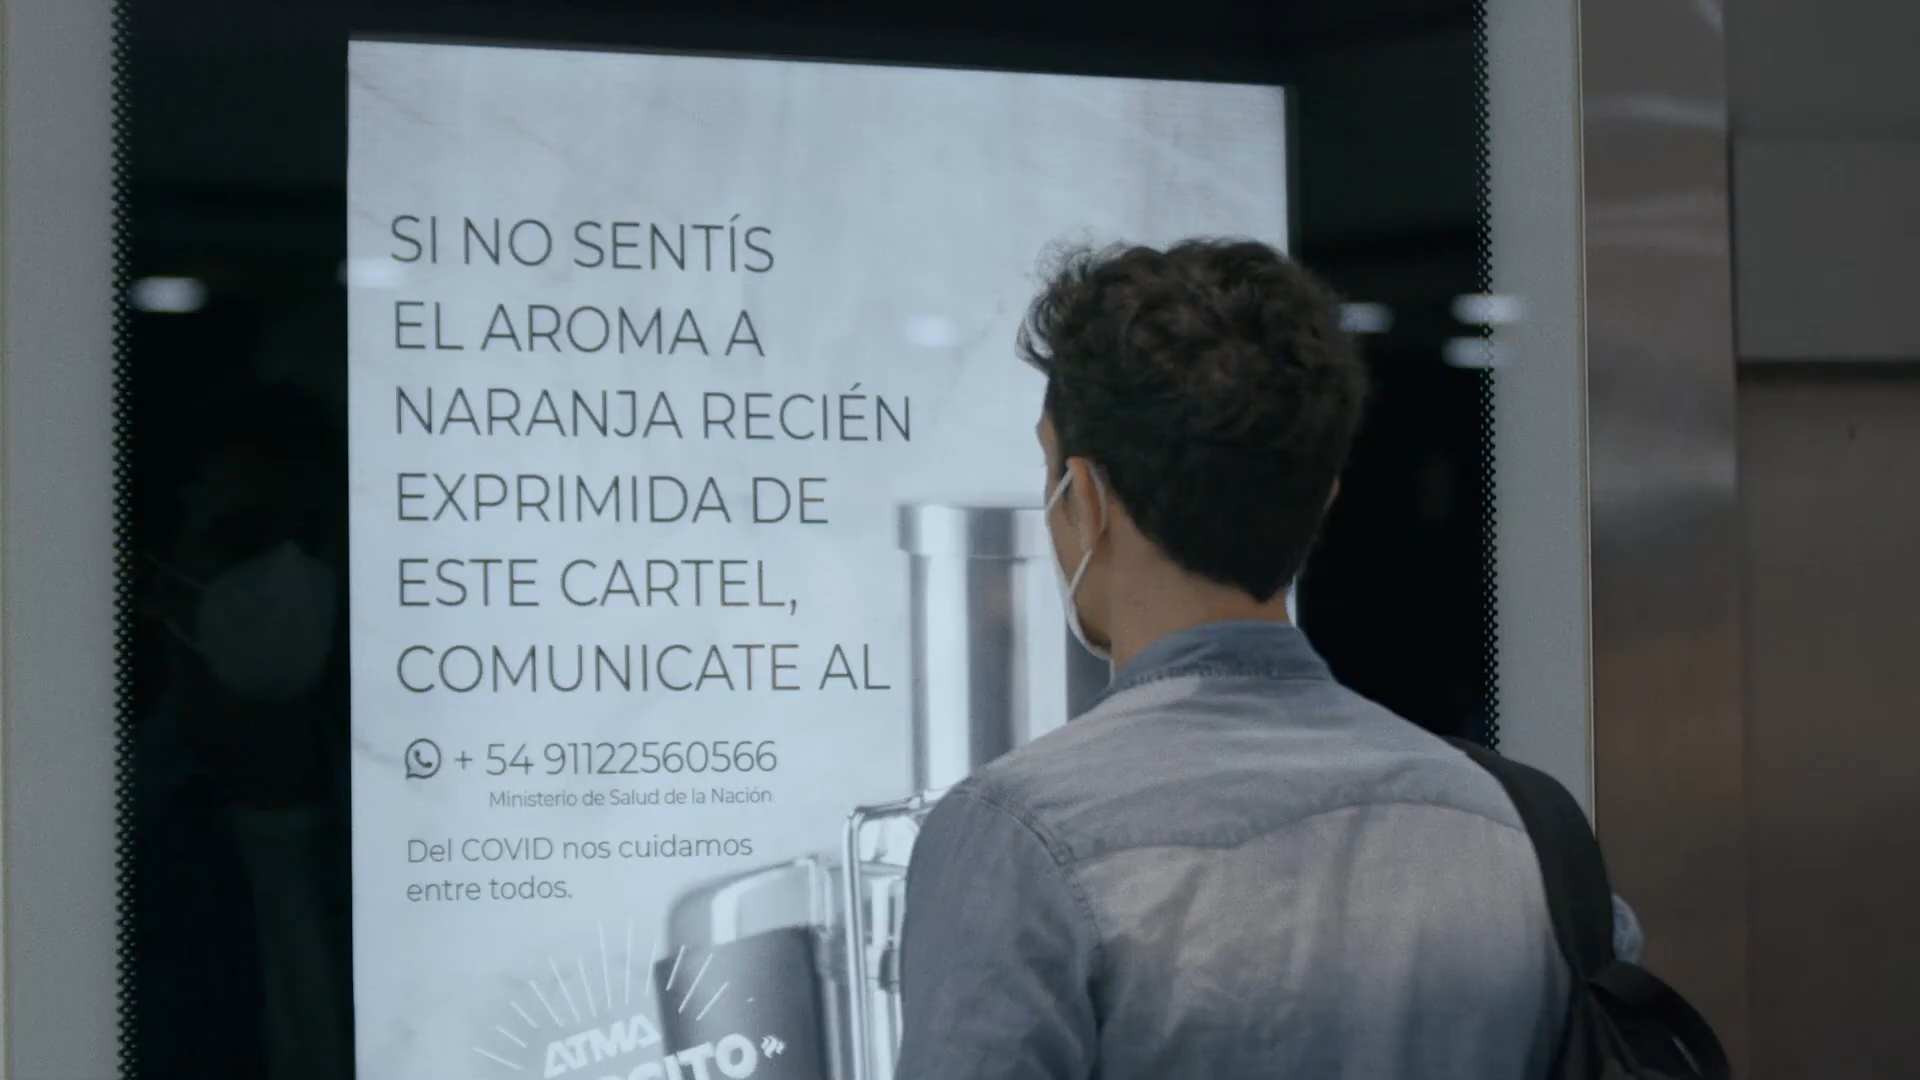 SI NO SENTÍS
EL AROMA A
NARANJA RECIÉN
EXPRIMIDA DE
ESTE CARTEL,
COMUNICATE AL
+ 54 91122560566
Ministerio de Salud de la Nación
Del COVID nos cuidamos
entre todos.
ATMA